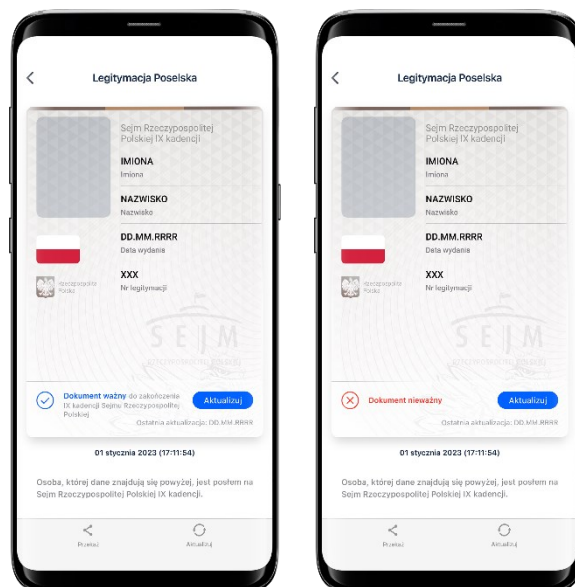 Legitymacja Poselska
Sejm Rzeczypospolitej
Polskiej IX kadencji
IMIONA
Imiona
NAZWISKO
Nazwisko
DD.MM.RRRR
Data wydania
XXX
Nr legitymacji
Rzeczpospolita
Polska
SEJM
RZECZYPOSPOLITEJ POLSKIEJ
Dokument ważny do zakończenia
IX kadencji Sejmu Rzeczypospolitej
Polskiej
Aktualizuj
Ostatnia aktualizacja: DD.MM.RRRR
01 stycznia 2023 (17:11:54)
Osoba, której dane znajdują się powyżej, jest posłem na
Sejm Rzeczypospolitej Polskiej IX kadencji.
Przekaż
Aktualizuj
Legitymacja Poselska
Sejm Rzeczypospolitej
Polskiej IX kadencji
IMIONA
Imiona
NAZWISKO
Nazwisko
DD.MM.RRRR
Data wydania
XXX
Nr legitymacji
Rzeczpospolita
Polska
SEJM
RZECZYPOSPOLITEJ POLSKIEJ
Dokument nieważny
Aktualizuj
Ostatnia aktualizacja: DD.MM.RRRR
01 stycznia 2023 (17:11:54)
Osoba, której dane znajdują się powyżej, jest posłem na
Sejm Rzeczypospolitej Polskiej IX kadencji.
Przekaż
Aktualizuj